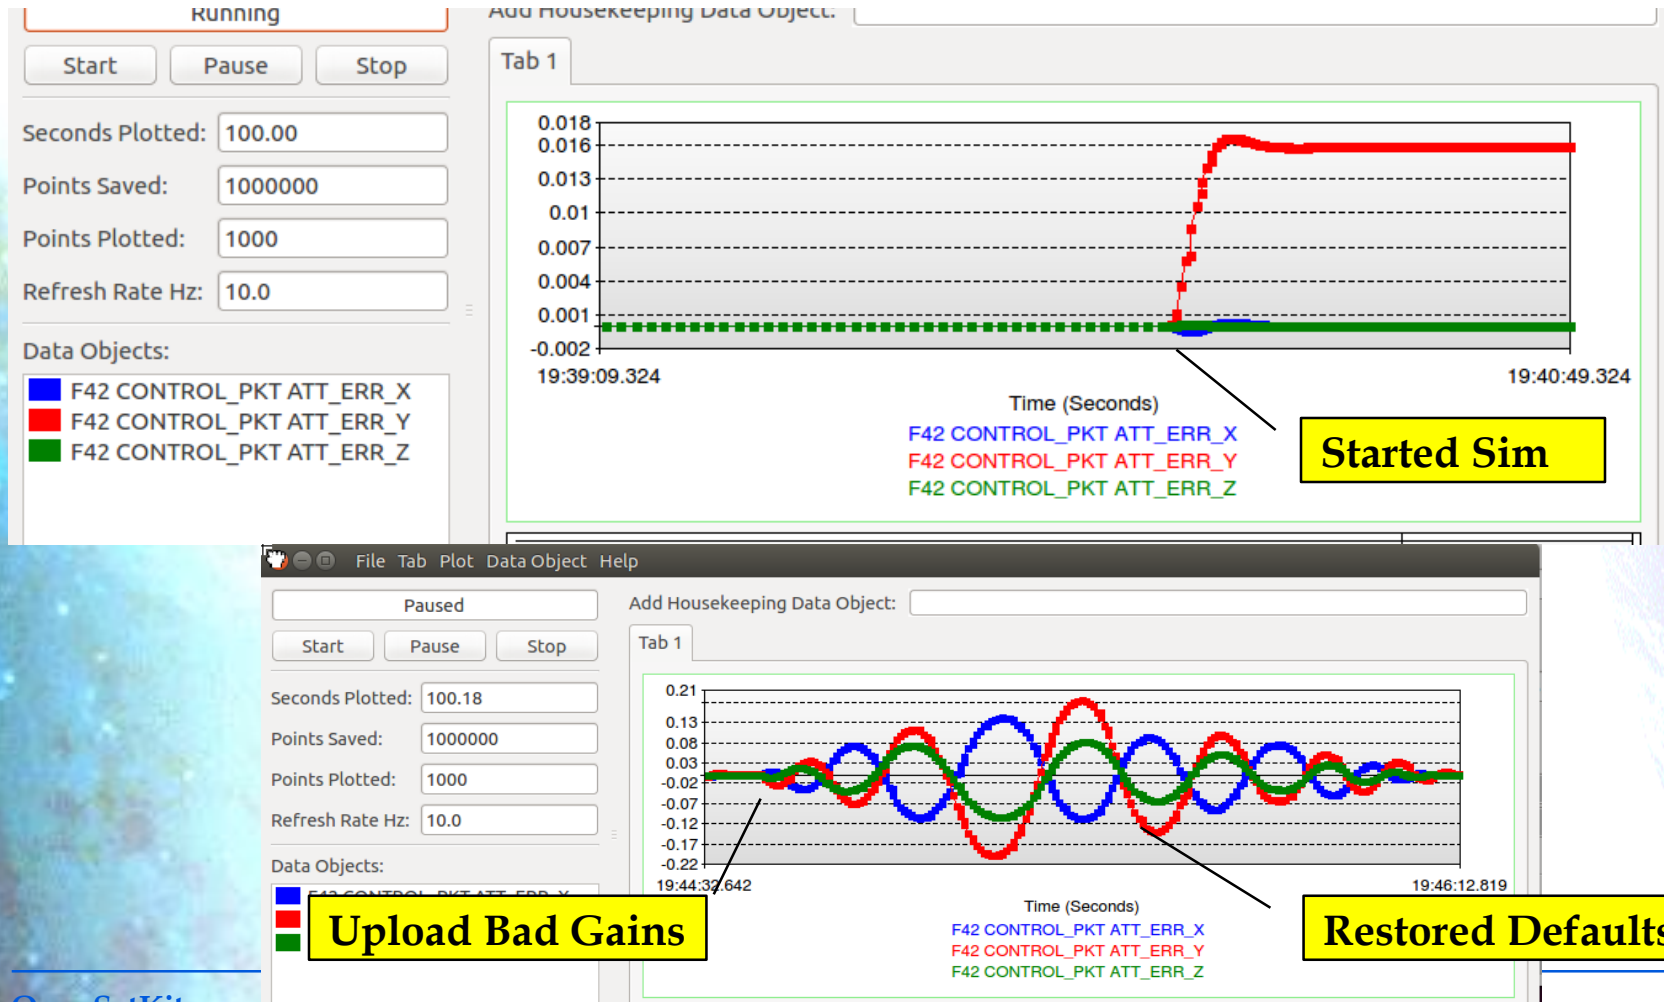 Running
Add Housekeeping Data Object:
Start Pause Stop
Tab 1
Seconds Plotted: 100.00
Points Saved: 1000000
Points Plotted: 1000
Refresh Rate Hz: 10.0
Data Objects:
F42 CONTROL_PKT ATT_ERR_X
F42 CONTROL_PKT ATT_ERR_Y
F42 CONTROL_PKT ATT_ERR_Z
0.018
0.016
0.013
0.01
0.007
0.004
0.001
-0.002
19:39:09.324 19:40:49.324
Time (Seconds)
F42 CONTROL_PKT ATT_ERR_X
F42 CONTROL_PKT ATT_ERR_Y
F42 CONTROL_PKT ATT_ERR_Z
Started Sim
File Tab Plot Data Object Help
Paused
Add Housekeeping Data Object:
Start Pause Stop
Tab 1
Seconds Plotted: 100.18
Points Saved: 1000000
Points Plotted: 1000
Refresh Rate Hz: 10.0
Data Objects:
0.21
0.13
0.08
0.03
-0.02
-0.07
-0.12
-0.17
-0.22
19:44:32.642 19:46:12.819
Time (Seconds)
F42 CONTROL_PKT ATT_ERR_X
F42 CONTROL_PKT ATT_ERR_Y
F42 CONTROL_PKT ATT_ERR_Z
Upload Bad Gains
Restored Defaults